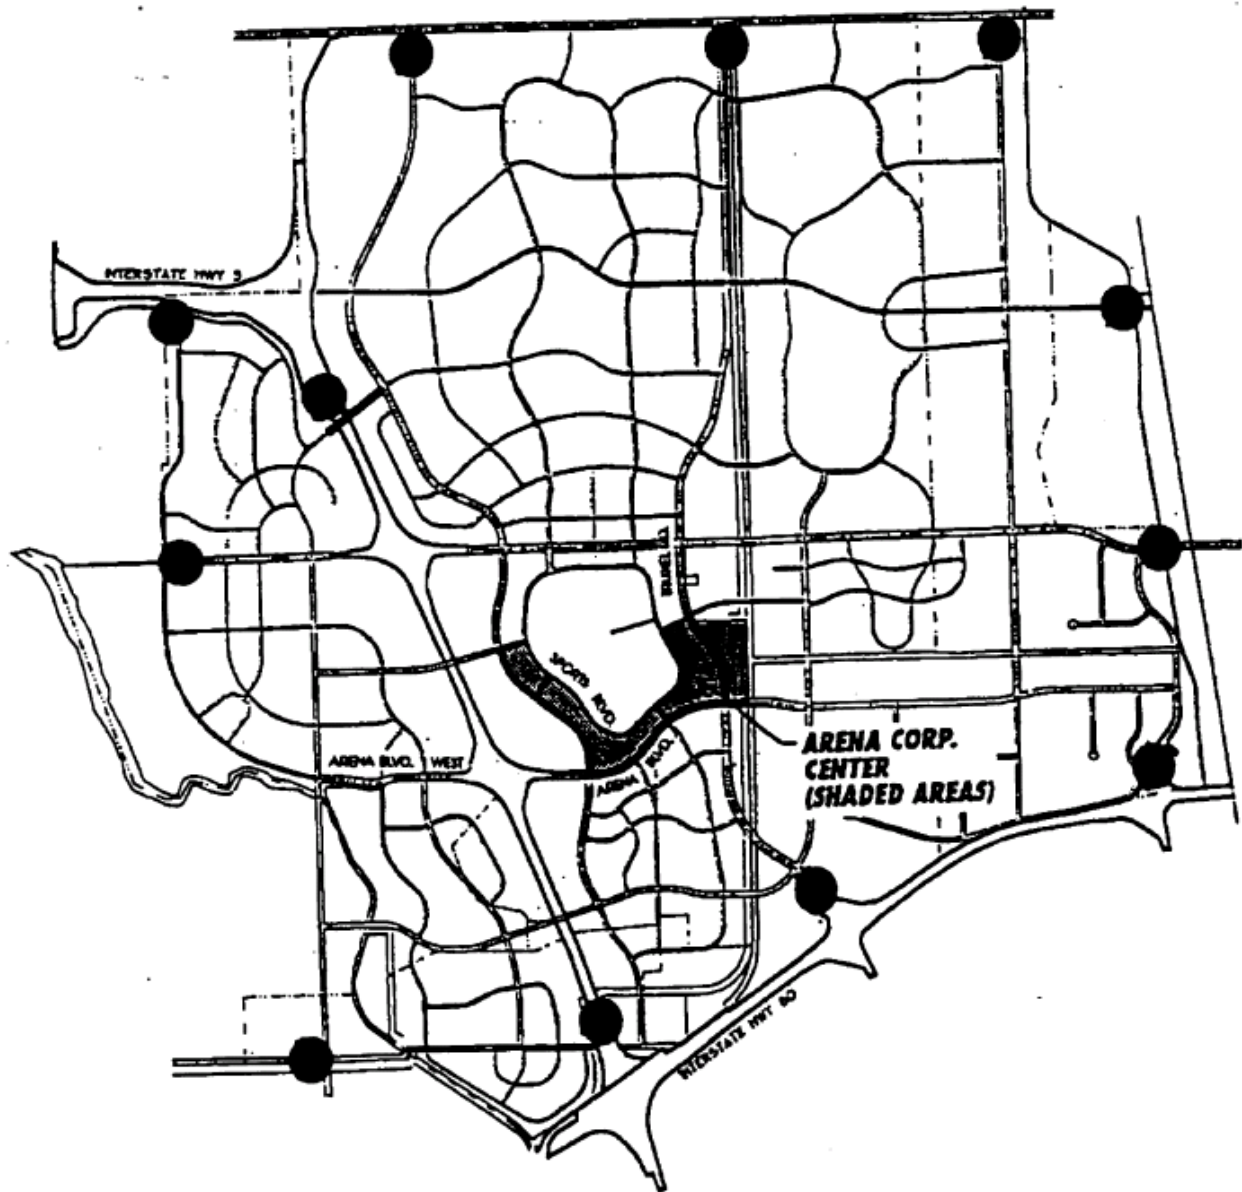 INTERSTATE HWY 5
SPORTS BLVD.
ARENA CORP.
CENTER
(SHADED AREAS)
ARENA BLVD. WEST
ARENA BLVD.
INTERSTATE HWY 80